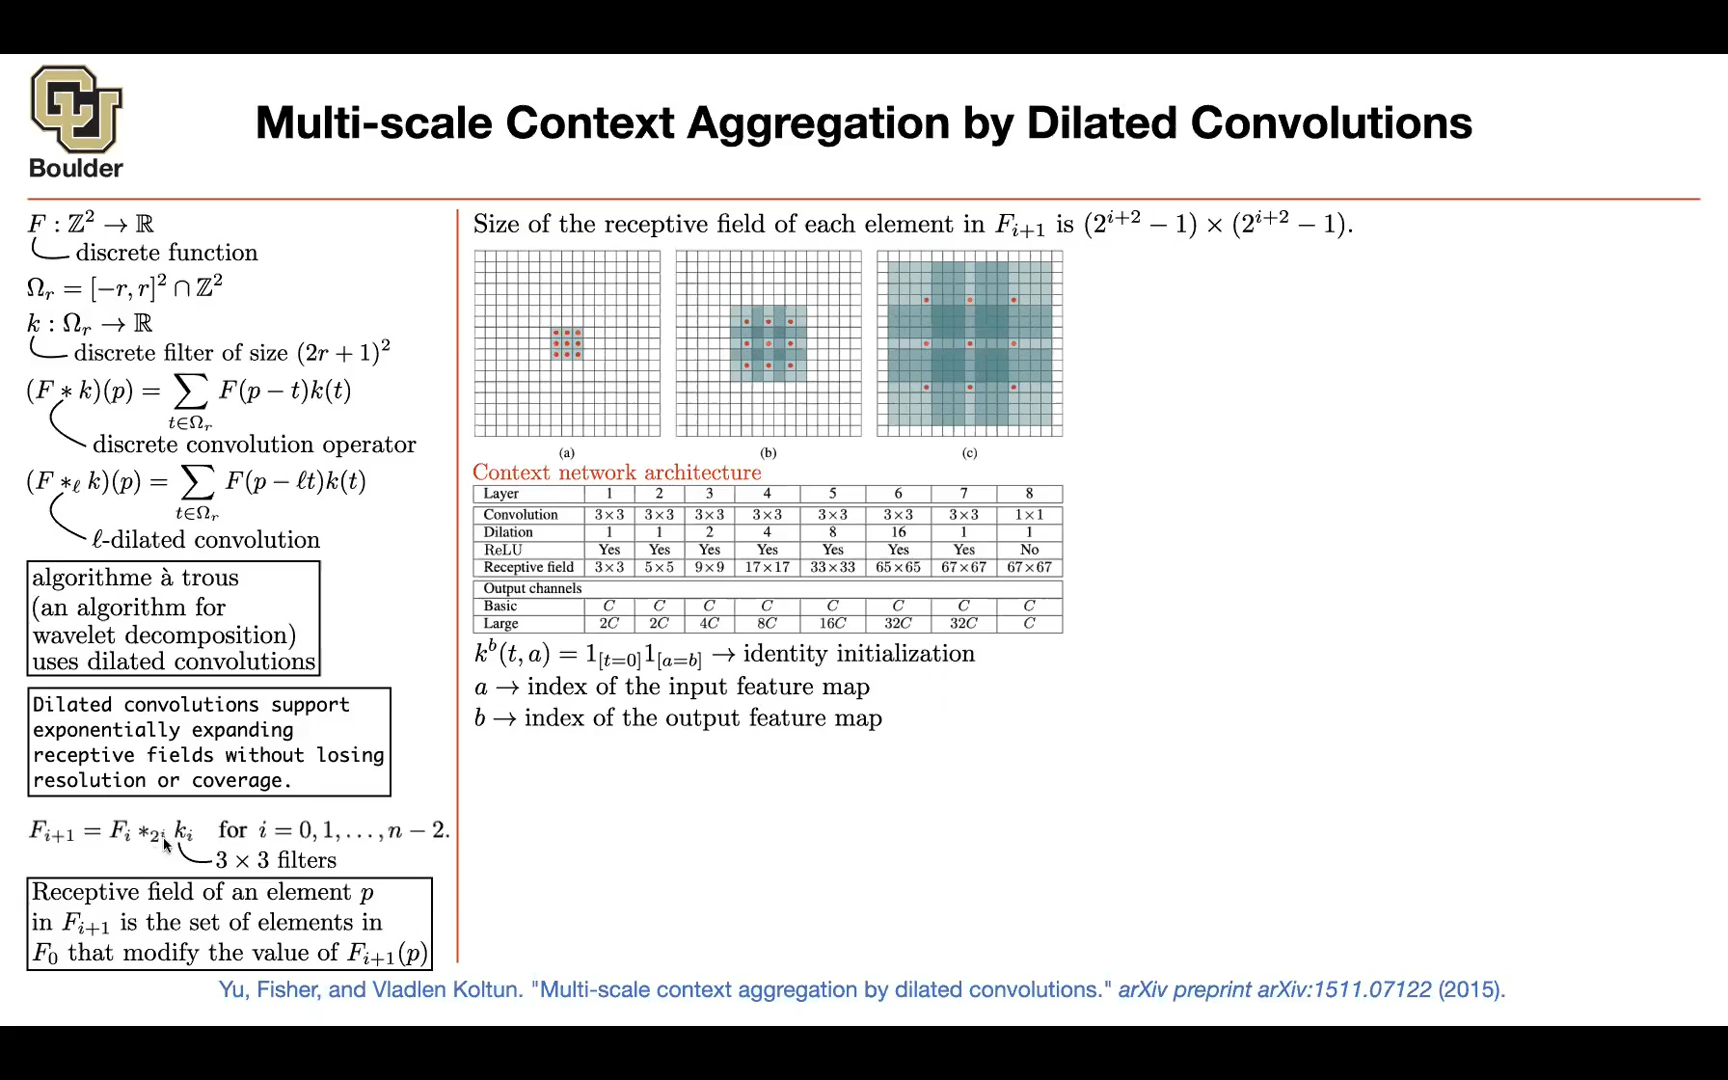 Boulder
Multi-scale Context Aggregation by Dilated Convolutions
F : ℤ² → ℝ
discrete function
Ωᵣ = [−r, r]² ∩ ℤ²
k : Ωᵣ → ℝ
discrete filter of size (2r + 1)²
(F ∗ k)(p) = ∑_{t∈Ωᵣ} F(p − t)k(t)
discrete convolution operator
(F ∗_ℓ k)(p) = ∑_{t∈Ωᵣ} F(p − ℓt)k(t)
ℓ-dilated convolution
algorithme à trous
(an algorithm for
wavelet decomposition)
uses dilated convolutions
Dilated convolutions support
exponentially expanding
receptive fields without losing
resolution or coverage.
F_{i+1} = F_i ∗_{2^i} k_i for i = 0, 1, . . . , n − 2.
3 × 3 filters
Receptive field of an element p
in F_{i+1} is the set of elements in
F_0 that modify the value of F_{i+1}(p)
Size of the receptive field of each element in F_{i+1} is (2^{i+2} − 1) × (2^{i+2} − 1).
(a) (b) (c)
Context network architecture
Layer 1 2 3 4 5 6 7 8
Convolution 3×3 3×3 3×3 3×3 3×3 3×3 3×3 1×1
Dilation 1 1 2 4 8 16 1 1
ReLU Yes Yes Yes Yes Yes Yes Yes No
Receptive field 3×3 5×5 9×9 17×17 33×33 65×65 67×67 67×67
Output channels
Basic C C C C C C C C
Large 2C 2C 4C 8C 16C 32C 32C C
k^b(t, a) = 1_{[t=0]}1_{[a=b]} → identity initialization
a → index of the input feature map
b → index of the output feature map
Yu, Fisher, and Vladlen Koltun. "Multi-scale context aggregation by dilated convolutions." arXiv preprint arXiv:1511.07122 (2015).